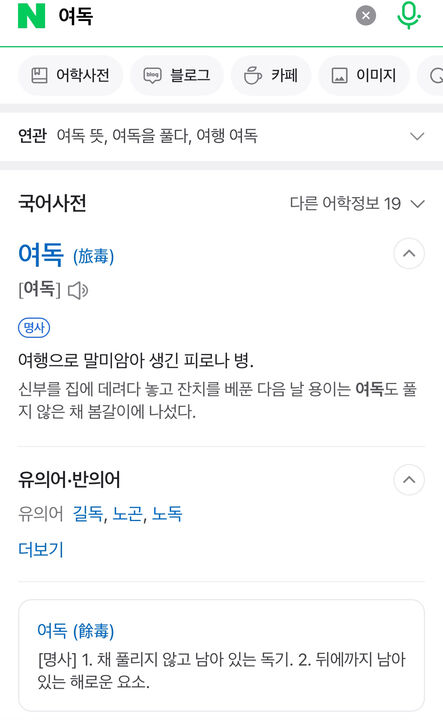 N 여독
어학사전 blog 블로그 카페 이미지
연관 여독 뜻, 여독을 풀다, 여행 여독
국어사전 다른 어학정보 19
여독 (旅毒)
[여독]
명사
여행으로 말미암아 생긴 피로나 병.
신부를 집에 데려다 놓고 잔치를 베푼 다음 날 용이는 여독도 풀
지 않은 채 봄갈이에 나섰다.
유의어·반의어
유의어 길독, 노곤, 노독
더보기
여독 (餘毒)
[명사] 1. 채 풀리지 않고 남아 있는 독기. 2. 뒤에까지 남아
있는 해로운 요소.